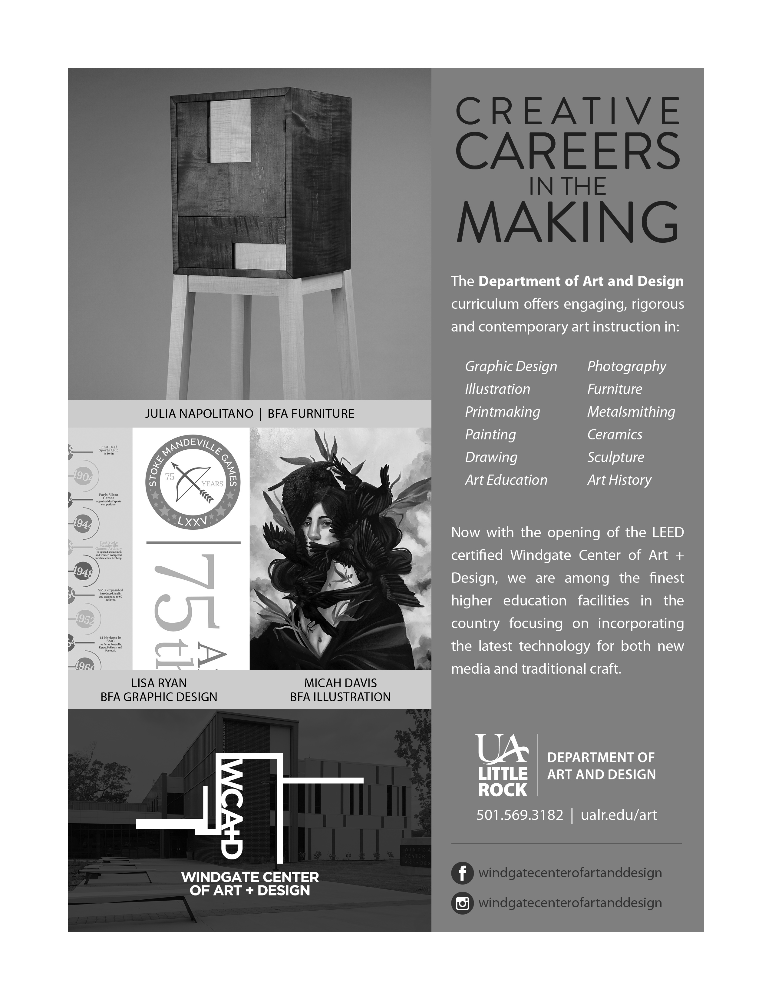 CREATIVE
CAREERS
IN THE
MAKING
The Department of Art and Design
curriculum offers engaging, rigorous
and contemporary art instruction in:
Graphic Design
Illustration
Printmaking
Painting
Drawing
Art Education
Photography
Furniture
Metalsmithing
Ceramics
Sculpture
Art History
Now with the opening of the LEED
certified Windgate Center of Art +
Design, we are among the finest
higher education facilities in the
country focusing on incorporating
the latest technology for both new
media and traditional craft.
UA
LITTLE
ROCK
DEPARTMENT OF
ART AND DESIGN
501.569.3182 | ualr.edu/art
windgatecenterofartanddesign
windgatecenterofartanddesign
JULIA NAPOLITANO | BFA FURNITURE
First Deaf
Sports Club
in Berlin.
1904
Paris Silent
Games
organised deaf sports
competition.
1944
First Stoke
Mandeville
Games, Archery
16 injured sevice men
and women competed
in wheelchair Archery.
1948
SMG expanded
introduced Javelin
and expanded to 60
athletes.
1952
14 Nations in
SMG
as far as Australia,
Egypt, Pakistan and
Portugal.
1960
STOKE MANDEVILLE GAMES
75 YEARS
LXXV
75th
A
LISA RYAN
BFA GRAPHIC DESIGN
MICAH DAVIS
BFA ILLUSTRATION
WCA+D
WINDGATE CENTER
OF ART + DESIGN
WINDGATE
CENTER
ART + DES